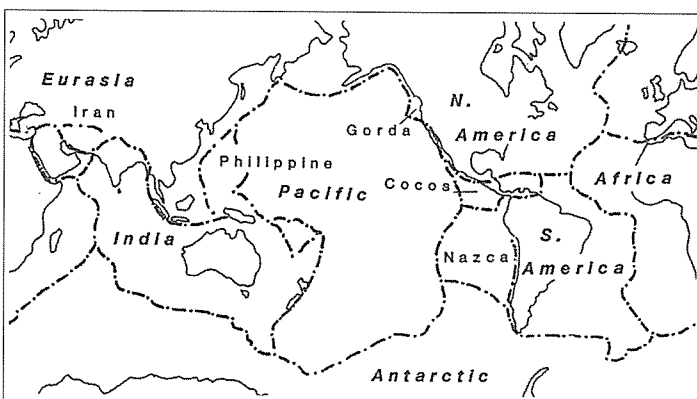 Eurasia
Iran
N.
America
Gorda
Philippine
Pacific
Cocos
Africa
India
S.
America
Nazca
Antarctic